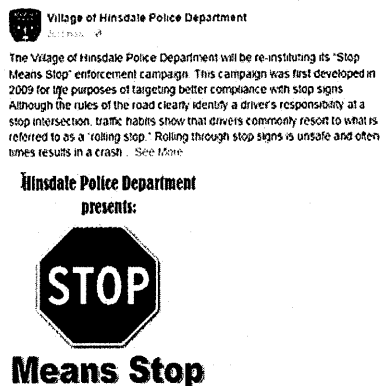 Village of Hinsdale Police Department
The Village of Hinsdale Police Department will be re-instituting its "Stop
Means Stop" enforcement campaign. This campaign was first developed in
2009 for the purposes of targeting better compliance with stop signs
Although the rules of the road clearly identify a driver's responsibility at a
stop intersection, traffic habits show that drivers commonly resort to what is
referred to as a "rolling stop." Rolling through stop signs is unsafe and often
times results in a crash . See More
Hinsdale Police Department
presents:
STOP
Means Stop